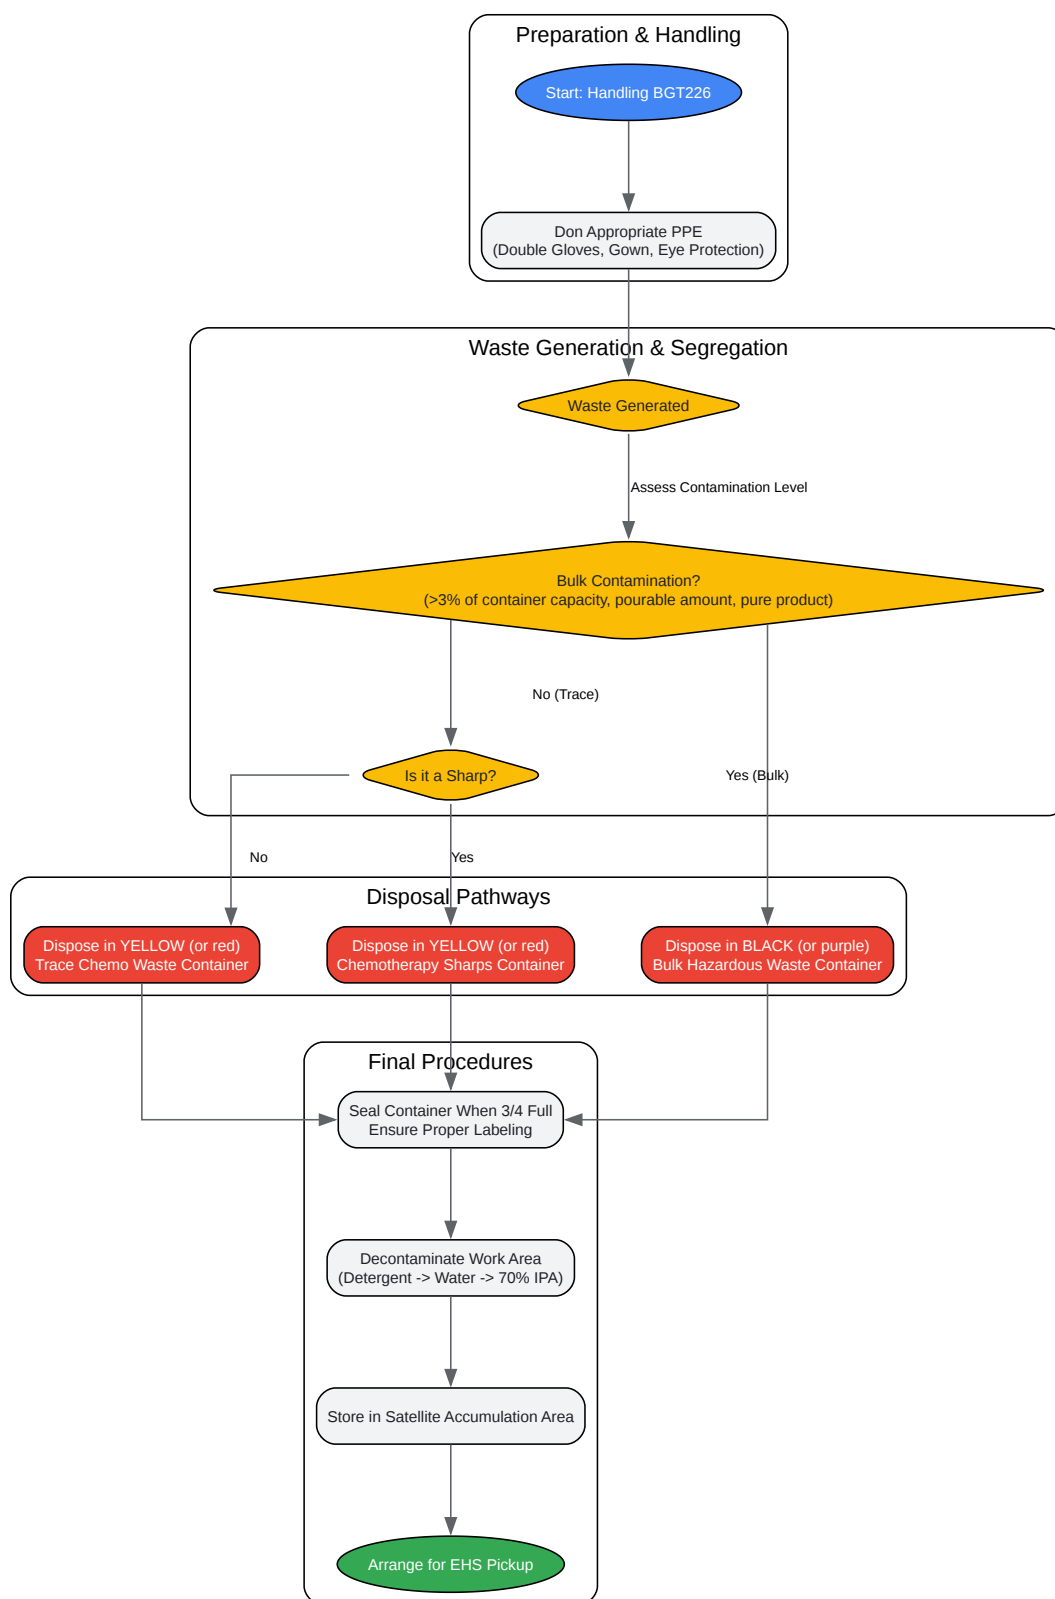 Preparation & Handling
Start: Handling BGT226
Don Appropriate PPE
(Double Gloves, Gown, Eye Protection)
Waste Generation & Segregation
Waste Generated
Assess Contamination Level
Bulk Contamination?
(>3% of container capacity, pourable amount, pure product)
No (Trace)
Is it a Sharp?
Yes (Bulk)
No
Yes
Disposal Pathways
Dispose in YELLOW (or red)
Trace Chemo Waste Container
Dispose in YELLOW (or red)
Chemotherapy Sharps Container
Dispose in BLACK (or purple)
Bulk Hazardous Waste Container
Final Procedures
Seal Container When 3/4 Full
Ensure Proper Labeling
Decontaminate Work Area
(Detergent -> Water -> 70% IPA)
Store in Satellite Accumulation Area
Arrange for EHS Pickup